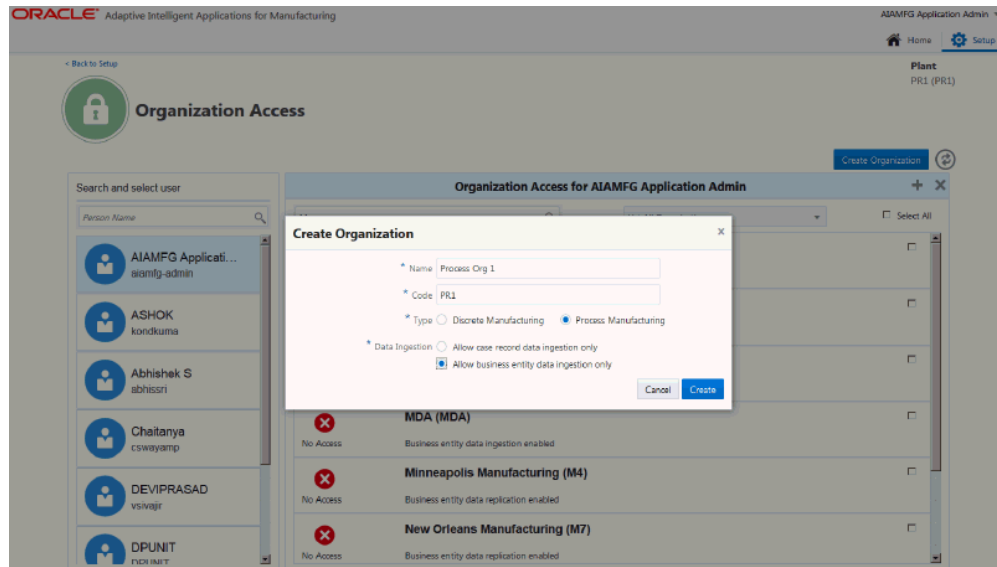 ORACLE Adaptive Intelligent Applications for Manufacturing
AIAMFG Application Admin
Home
Setup
< Back to Setup
Plant
PR1 (PR1)
Organization Access
Create Organization
Search and select user
Organization Access for AIAMFG Application Admin
Person Name
Select All
AIAMFG Applicati...
aiamfg-admin
ASHOK
kondkuma
Abhishek S
abhissri
Chaitanya
cswayamp
DEVIPRASAD
vsivajir
DPUNIT
DPUNIT
Create Organization
x
* Name Process Org 1
* Code PR1
* Type Discrete Manufacturing Process Manufacturing
* Data Ingestion Allow case record data ingestion only
Allow business entity data ingestion only
Cancel
Create
MDA (MDA)
No Access
Business entity data ingestion enabled
Minneapolis Manufacturing (M4)
No Access
Business entity data replication enabled
New Orleans Manufacturing (M7)
No Access
Business entity data replication enabled